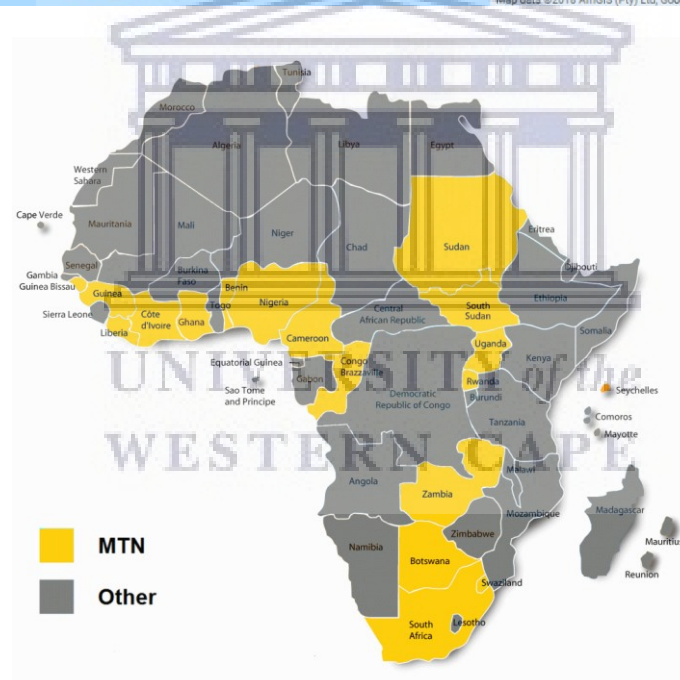 Map data ©2018 AfriGIS (Pty) Ltd,
Tunisia
Morocco
Algeria
Libya
Egypt
Western
Sahara
Cape Verde
Mauritania
Mali
Niger
Chad
Sudan
Eritrea
Senegal
Gambia
Guinea Bissau
Guinea
Burkina
Faso
Benin
Togo
Nigeria
Djibouti
Ethiopia
Central
African Republic
South
Sudan
Sierra Leone
Liberia
Côte
d'Ivoire
Ghana
Cameroon
Somalia
Uganda
Kenya
Equatorial Guinea
Gabon
Congo
Brazzaville
Rwanda
Burundi
Seychelles
Sao Tome
and Principe
Democratic
Republic of Congo
Tanzania
Comoros
Mayotte
UNIVERSITY of the
WESTERN CAPE
Angola
Zambia
Malawi
Mozambique
Madagascar
Zimbabwe
Namibia
Botswana
Mauritius
Reunion
Swaziland
South
Africa
Lesotho
MTN
Other